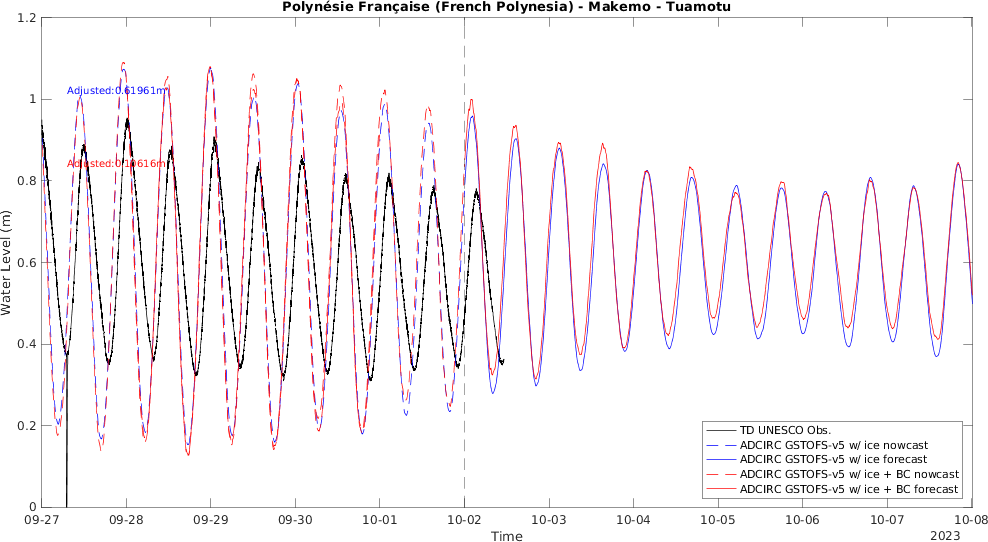 Polynésie Française (French Polynesia) - Makemo - Tuamotu
1.2
1
0.8
0.6
0.4
0.2
0
Water Level (m)
Adjusted:0.61961m
TD UNESCO Obs.
ADCIRC GSTOFS-v5 w/ ice nowcast
ADCIRC GSTOFS-v5 w/ ice forecast
ADCIRC GSTOFS-v5 w/ ice + BC nowcast
ADCIRC GSTOFS-v5 w/ ice + BC forecast
09-27 09-28 09-29 09-30 10-01 10-02 10-03 10-04 10-05 10-06 10-07 10-08
Time
2023